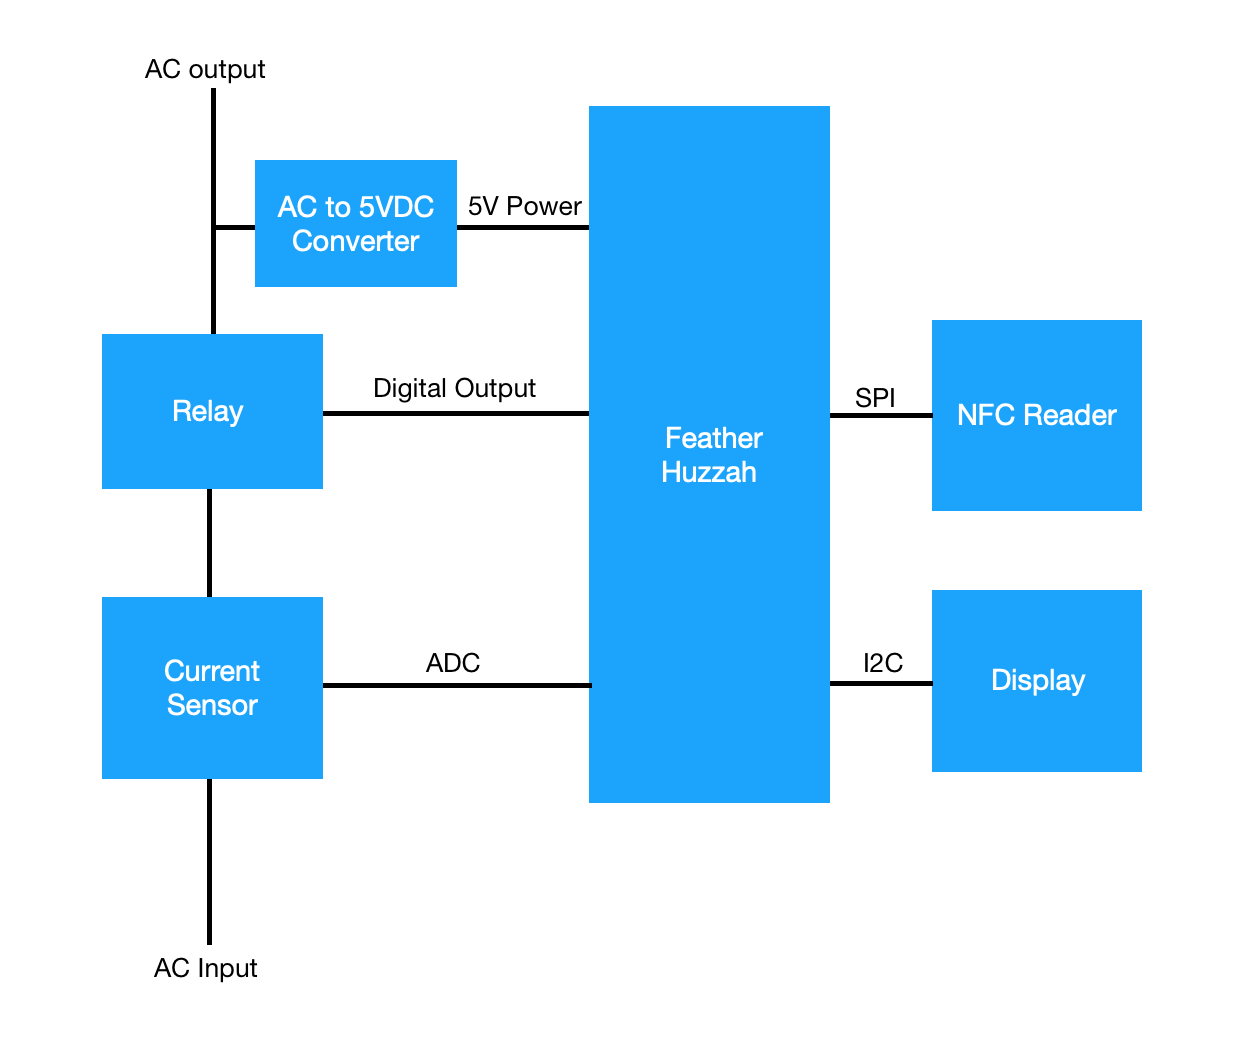 AC output
AC to 5VDC
Converter
5V Power
Relay
Digital Output
Feather
Huzzah
SPI
NFC Reader
Current
Sensor
ADC
I2C
Display
AC Input